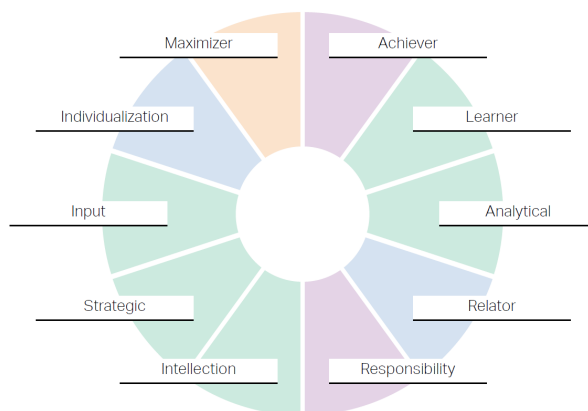 Maximizer
Achiever
Individualization
Learner
Input
Analytical
Strategic
Relator
Intellection
Responsibility